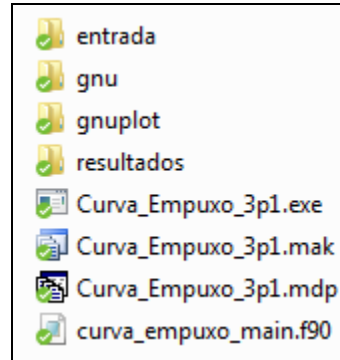 entrada
gnu
gnuplot
resultados
Curva_Empuxo_3p1.exe
Curva_Empuxo_3p1.mak
Curva_Empuxo_3p1.mdp
curva_empuxo_main.f90